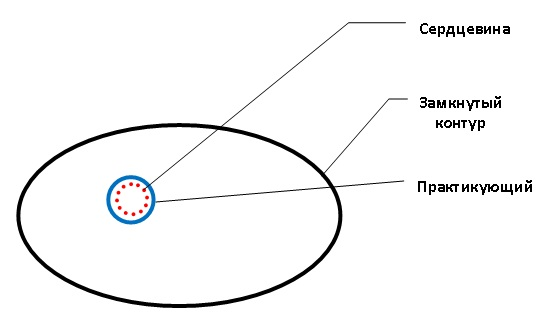 Сердцевина
Замкнутый
контур
Практикующий